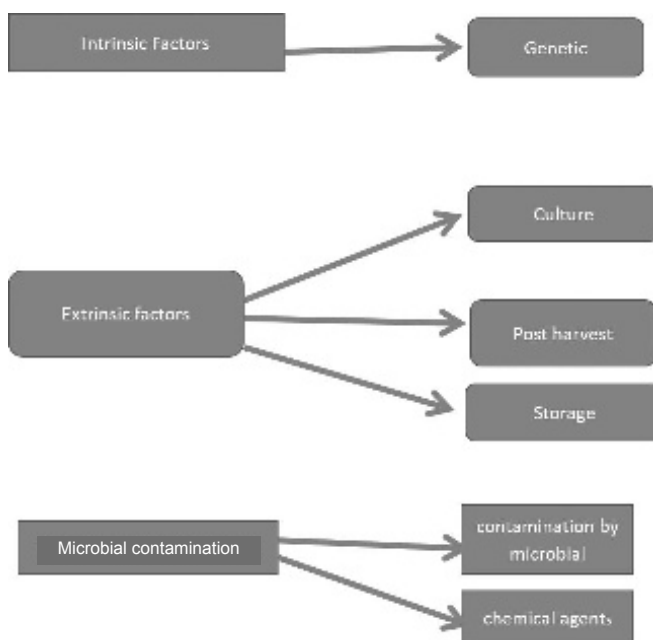 Intrinsic Factors
Genetic
Culture
Extrinsic factors
Post harvest
Storage
Microbial contamination
contamination by
microbial
chemical agents